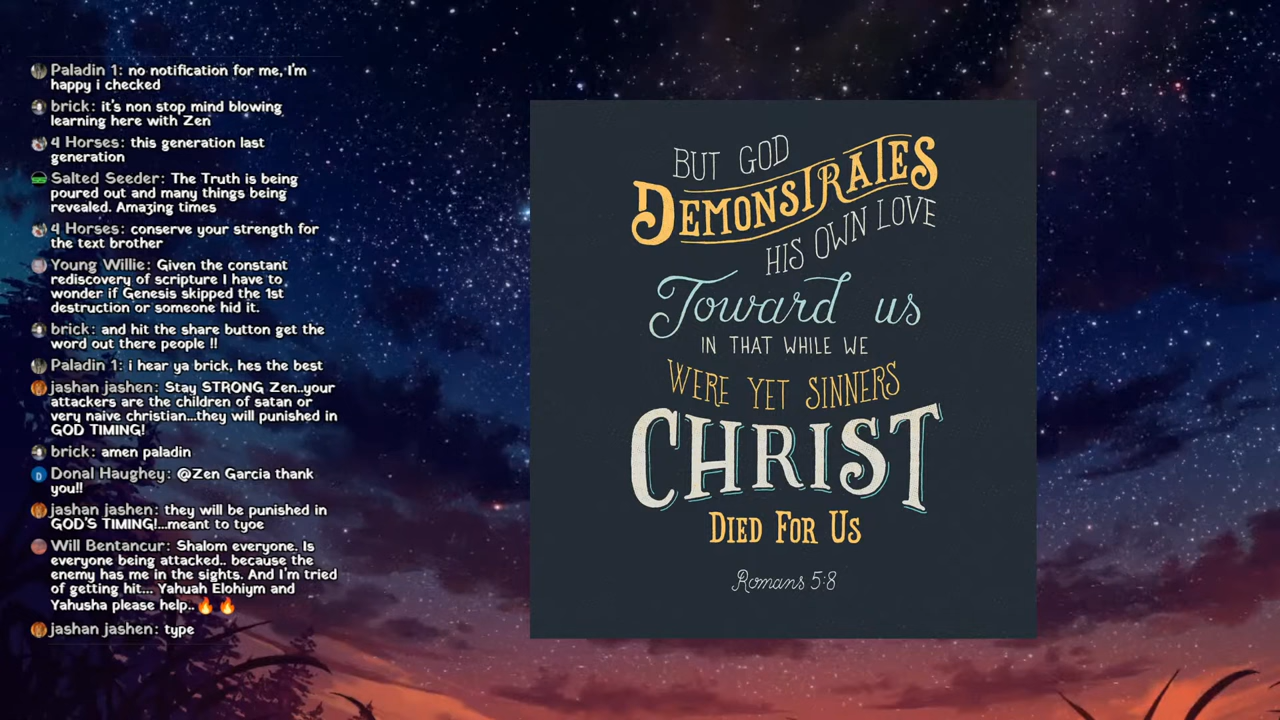 Paladin 1: no notification for me, I'm
happy i checked
brick: it's non stop mind blowing
learning here with Zen
4 Horses: this generation last
generation
Salted Seeder: The Truth is being
poured out and many things being
revealed. Amazing times
4 Horses: conserve your strength for
the text brother
Young Willie: Given the constant
rediscovery of scripture I have to
wonder if Genesis skipped the 1st
destruction or someone hid it.
brick: and hit the share button get the
word out there people !!
Paladin 1: i hear ya brick, hes the best
jashan jashen: Stay STRONG Zen..your
attackers are the children of satan or
very naive christian...they will punished in
GOD TIMING!
brick: amen paladin
D Donal Haughey: @Zen Garcia thank
you!!
jashan jashen: they will be punished in
GOD'S TIMING!...meant to tyoe
Will Bentancur: Shalom everyone. Is
everyone being attacked.. because the
enemy has me in the sights. And I'm tried
of getting hit... Yahuah Elohiym and
Yahusha please help..🔥🔥
jashan jashen: type
BUT GOD
DEMONSTRATES
HIS OWN LOVE
Toward us
IN THAT WHILE WE
WERE YET SINNERS
CHRIST
DIED FOR US
Romans 5:8